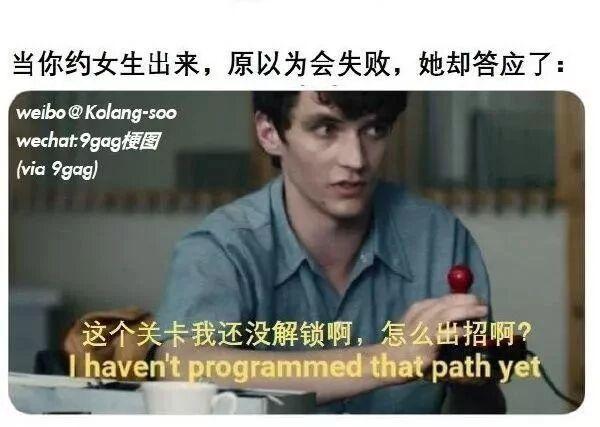 当你约女生出来，原以为会失败，她却答应了：
weibo@Kolang-soo
wechat:9gag梗图
(via 9gag)
这个关卡我还没解锁啊，怎么出招啊?
I haven't programmed that path yet